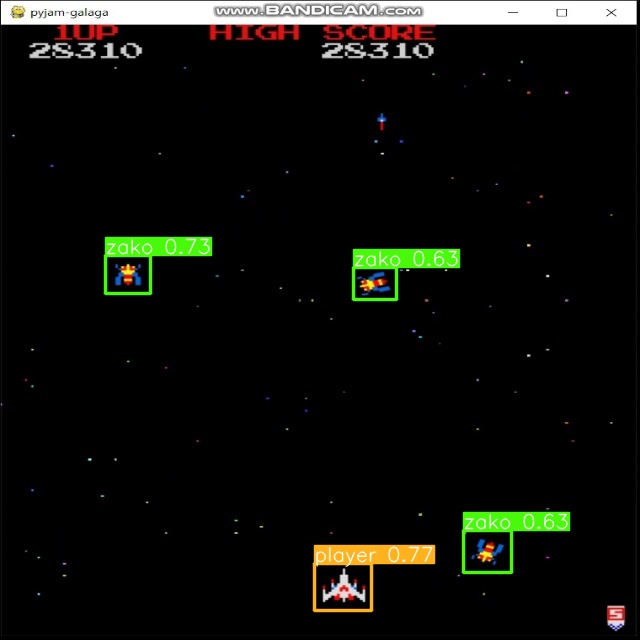 pyjam-galaga
www.BANDICAM.com
1UP HIGH SCORE
28310 28310
zako 0.73
zako 0.63
zako 0.63
player 0.77
5